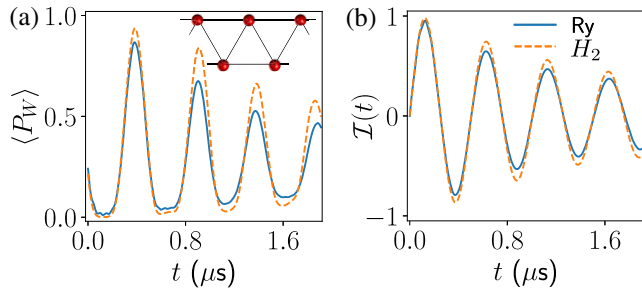 (a)
1.0
0.5
0.0
⟨P_W⟩
0.0 0.8 1.6
t (μs)
(b)
1
0
−1
I(t)
Ry
H_2
0.0 0.8 1.6
t (μs)